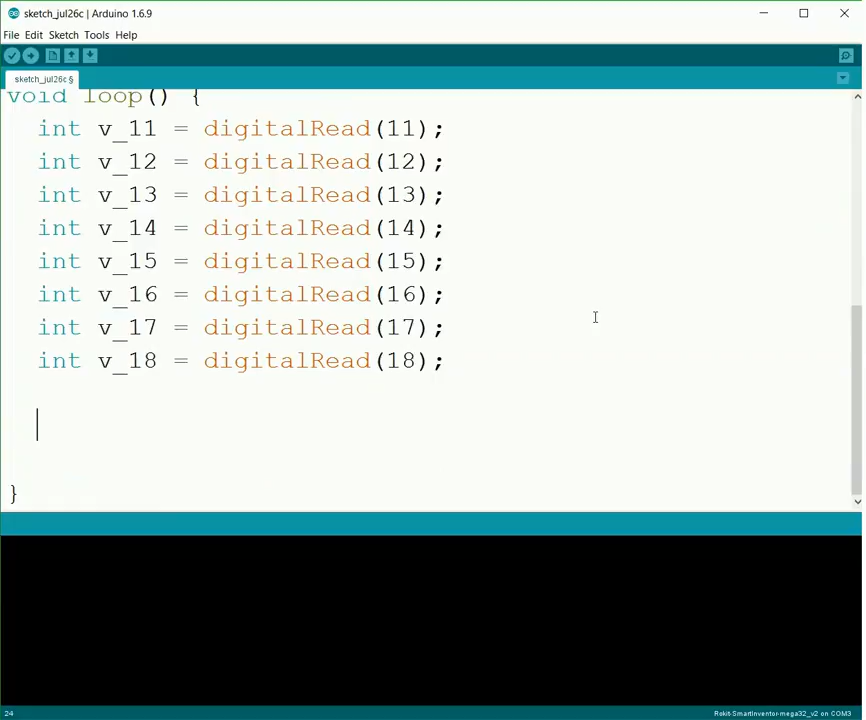 sketch_jul26c | Arduino 1.6.9
File Edit Sketch Tools Help
sketch_jul26c §
void loop() {
int v_11 = digitalRead(11);
int v_12 = digitalRead(12);
int v_13 = digitalRead(13);
int v_14 = digitalRead(14);
int v_15 = digitalRead(15);
int v_16 = digitalRead(16);
int v_17 = digitalRead(17);
int v_18 = digitalRead(18);
}
24
Rokit-SmartInventor-mega32_v2 on COM3